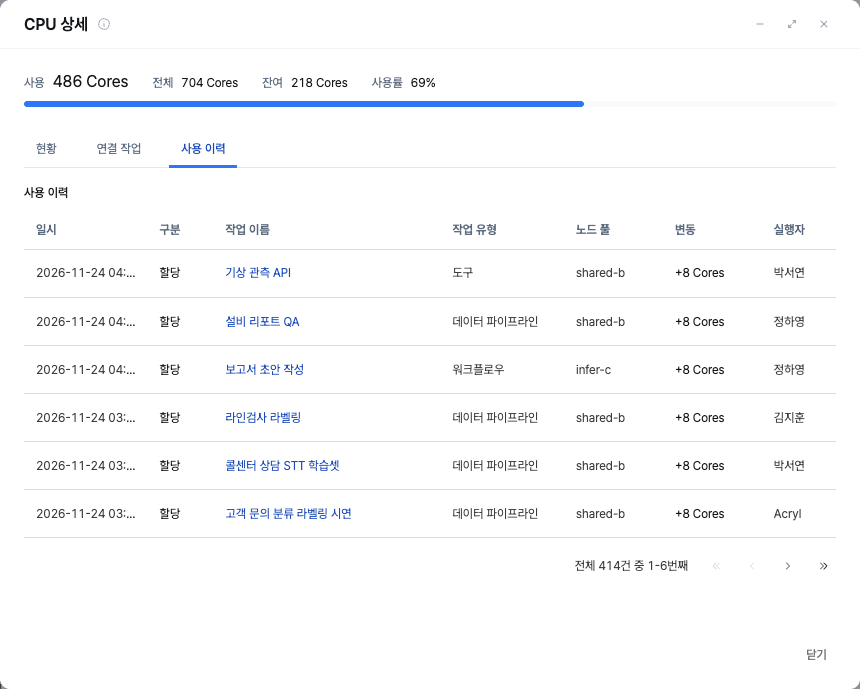 CPU 상세
사용 486 Cores 전체 704 Cores 잔여 218 Cores 사용률 69%
현황 연결 작업 사용 이력
사용 이력
일시 구분 작업 이름 작업 유형 노드 풀 변동 실행자
2026-11-24 04:... 할당 기상 관측 API 도구 shared-b +8 Cores 박서연
2026-11-24 04:... 할당 설비 리포트 QA 데이터 파이프라인 shared-b +8 Cores 정하영
2026-11-24 04:... 할당 보고서 초안 작성 워크플로우 infer-c +8 Cores 정하영
2026-11-24 03:... 할당 라인검사 라벨링 데이터 파이프라인 shared-b +8 Cores 김지훈
2026-11-24 03:... 할당 콜센터 상담 STT 학습셋 데이터 파이프라인 shared-b +8 Cores 박서연
2026-11-24 03:... 할당 고객 문의 분류 라벨링 시연 데이터 파이프라인 shared-b +8 Cores Acryl
전체 414건 중 1-6번째
닫기